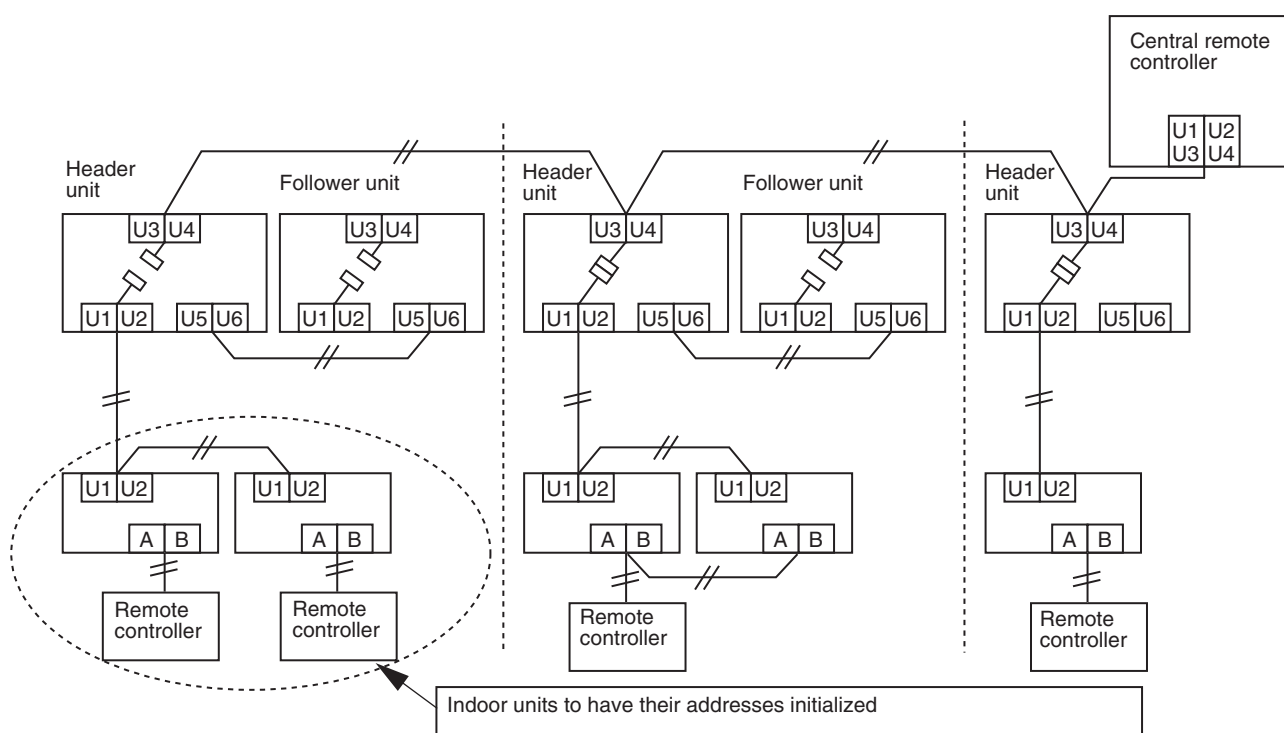 Central remote
controller
U1 U2
U3 U4
Header
unit
Follower unit
Header
unit
Follower unit
Header
unit
U3 U4
U3 U4
U3 U4
U3 U4
U3 U4
U1 U2
U5 U6
U1 U2
U5 U6
U1 U2
U5 U6
U1 U2
U5 U6
U1 U2
U5 U6
U1 U2
U1 U2
U1 U2
U1 U2
U1 U2
A B
A B
A B
A B
A B
Remote
controller
Remote
controller
Remote
controller
Remote
controller
Indoor units to have their addresses initialized